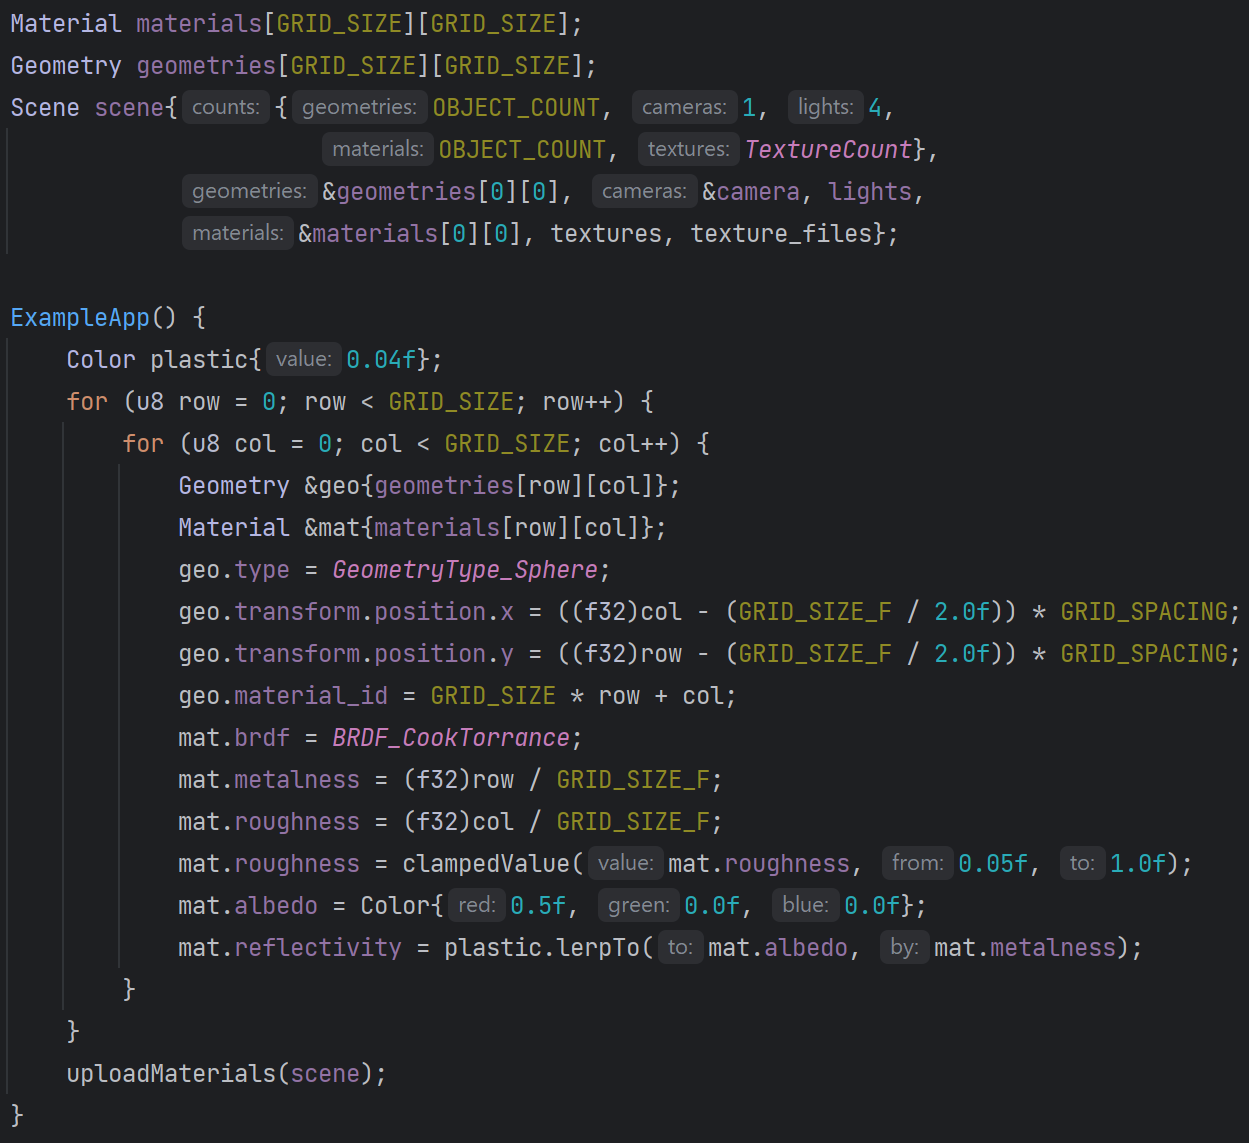 Material materials[GRID_SIZE][GRID_SIZE];
Geometry geometries[GRID_SIZE][GRID_SIZE];
Scene scene{ counts: { geometries: OBJECT_COUNT, cameras: 1, lights: 4,
materials: OBJECT_COUNT, textures: TextureCount},
geometries: &geometries[0][0], cameras: &camera, lights,
materials: &materials[0][0], textures, texture_files};
ExampleApp() {
Color plastic{ value: 0.04f};
for (u8 row = 0; row < GRID_SIZE; row++) {
for (u8 col = 0; col < GRID_SIZE; col++) {
Geometry &geo{geometries[row][col]};
Material &mat{materials[row][col]};
geo.type = GeometryType_Sphere;
geo.transform.position.x = ((f32)col - (GRID_SIZE_F / 2.0f)) * GRID_SPACING;
geo.transform.position.y = ((f32)row - (GRID_SIZE_F / 2.0f)) * GRID_SPACING;
geo.material_id = GRID_SIZE * row + col;
mat.brdf = BRDF_CookTorrance;
mat.metalness = (f32)row / GRID_SIZE_F;
mat.roughness = (f32)col / GRID_SIZE_F;
mat.roughness = clampedValue( value: mat.roughness, from: 0.05f, to: 1.0f);
mat.albedo = Color{ red: 0.5f, green: 0.0f, blue: 0.0f};
mat.reflectivity = plastic.lerpTo( to: mat.albedo, by: mat.metalness);
}
}
uploadMaterials(scene);
}